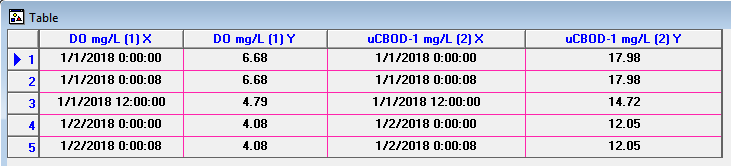 Table
DO mg/L (1) X DO mg/L (1) Y uCBOD-1 mg/L (2) X uCBOD-1 mg/L (2) Y
1 1/1/2018 0:00:00 6.68 1/1/2018 0:00:00 17.98
2 1/1/2018 0:00:08 6.68 1/1/2018 0:00:08 17.98
3 1/1/2018 12:00:00 4.79 1/1/2018 12:00:00 14.72
4 1/2/2018 0:00:00 4.08 1/2/2018 0:00:00 12.05
5 1/2/2018 0:00:08 4.08 1/2/2018 0:00:08 12.05